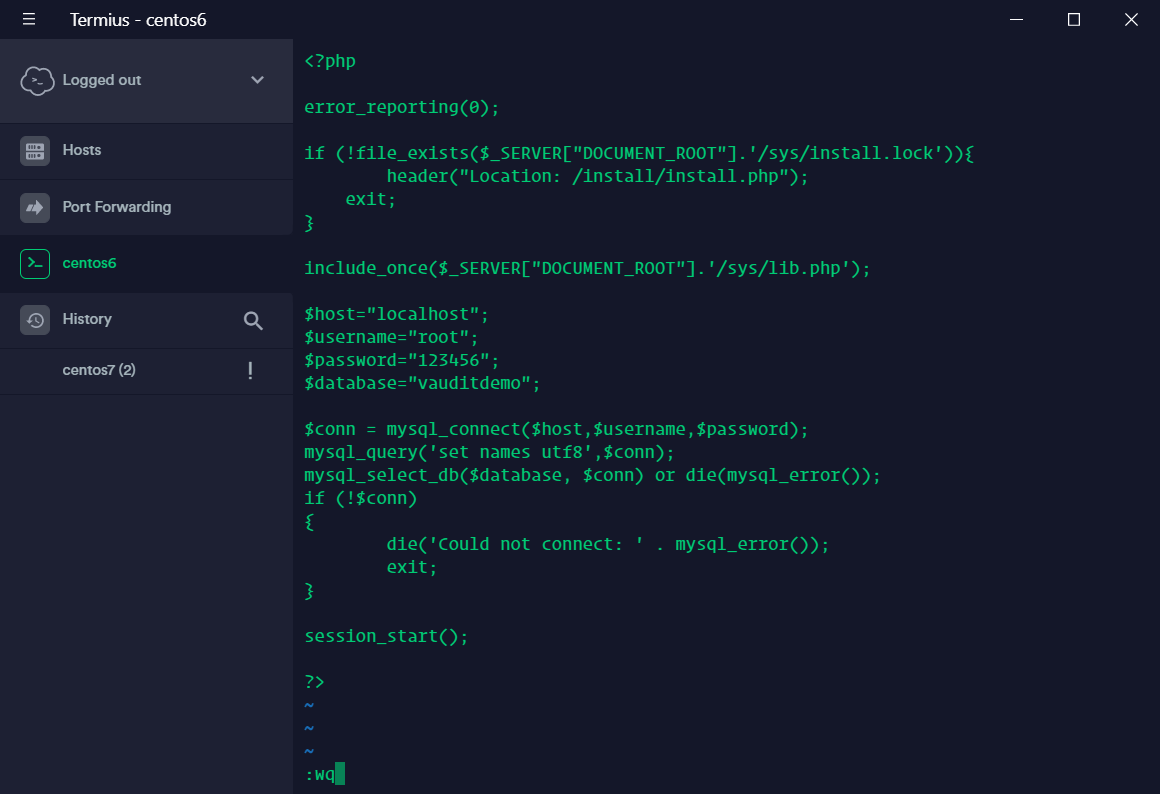 Termius - centos6
Logged out
Hosts
Port Forwarding
centos6
History
centos7 (2)
<?php
error_reporting(0);
if (!file_exists($_SERVER["DOCUMENT_ROOT"].'/sys/install.lock')){
        header("Location: /install/install.php");
    exit;
}
include_once($_SERVER["DOCUMENT_ROOT"].'/sys/lib.php');
$host="localhost";
$username="root";
$password="123456";
$database="vauditdemo";
$conn = mysql_connect($host,$username,$password);
mysql_query('set names utf8',$conn);
mysql_select_db($database, $conn) or die(mysql_error());
if (!$conn)
{
        die('Could not connect: ' . mysql_error());
        exit;
}
session_start();
?>
~
~
~
:wq